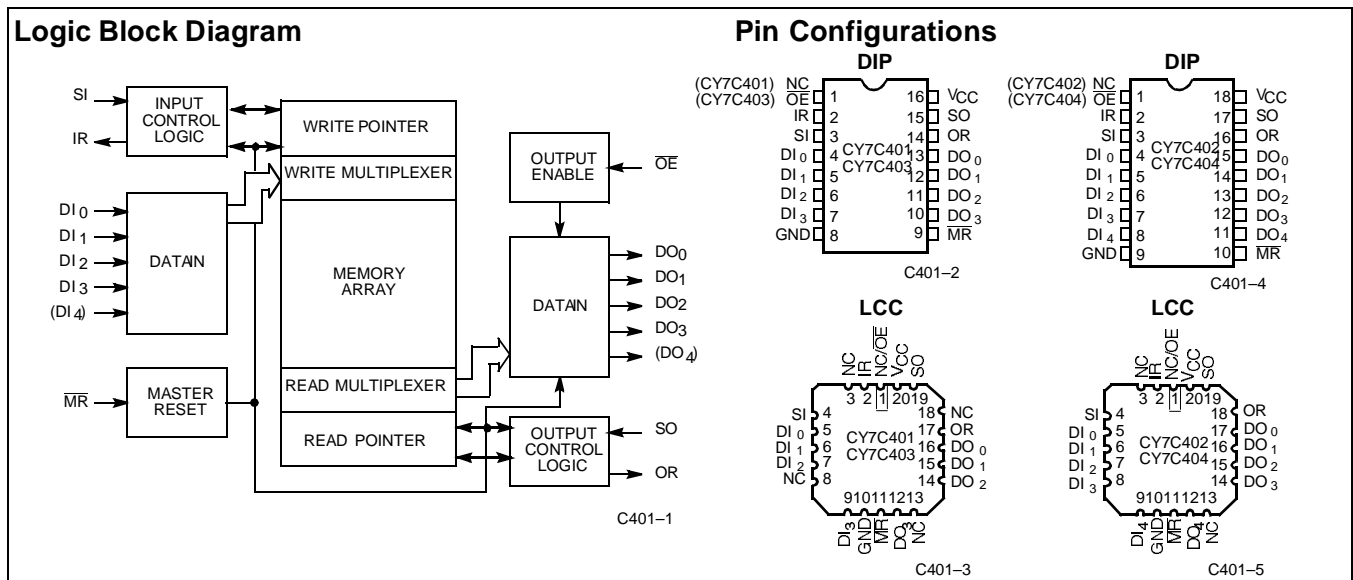 Logic Block Diagram
SI
IR
INPUT
CONTROL
LOGIC
WRITE POINTER
WRITE MULTIPLEXER
MEMORY
ARRAY
READ MULTIPLEXER
READ POINTER
DI0
DI1
DI2
DI3
(DI4)
DATAIN
MR
MASTER
RESET
OUTPUT
ENABLE
OE
DATAIN
DO0
DO1
DO2
DO3
(DO4)
OUTPUT
CONTROL
LOGIC
SO
OR
C401–1
Pin Configurations
DIP
(CY7C401) NC
(CY7C403) OE 1 16 VCC
IR 2 15 SO
SI 3 14 OR
DI0 4 CY7C401 13 DO0
DI1 5 CY7C403 12 DO1
DI2 6 11 DO2
DI3 7 10 DO3
GND 8 9 MR
C401–2
DIP
(CY7C402) NC
(CY7C404) OE 1 18 VCC
IR 2 17 SO
SI 3 16 OR
DI0 4 CY7C402 15 DO0
DI1 5 CY7C404 14 DO1
DI2 6 13 DO2
DI3 7 12 DO3
DI4 8 11 DO4
GND 9 10 MR
C401–4
LCC
NC IR NC/OE VCC SO
3 2 1 20 19
SI 4 18 NC
DI0 5 17 OR
DI1 6 CY7C401 16 DO0
DI2 7 CY7C403 15 DO1
NC 8 14 DO2
9 10 11 12 13
DI3 GND MR DO3 NC
C401–3
LCC
NC IR NC/OE VCC SO
3 2 1 20 19
SI 4 18 OR
DI0 5 17 DO0
DI1 6 CY7C402 16 DO1
DI2 7 CY7C404 15 DO2
DI3 8 14 DO3
9 10 11 12 13
DI4 GND MR DO4 NC
C401–5